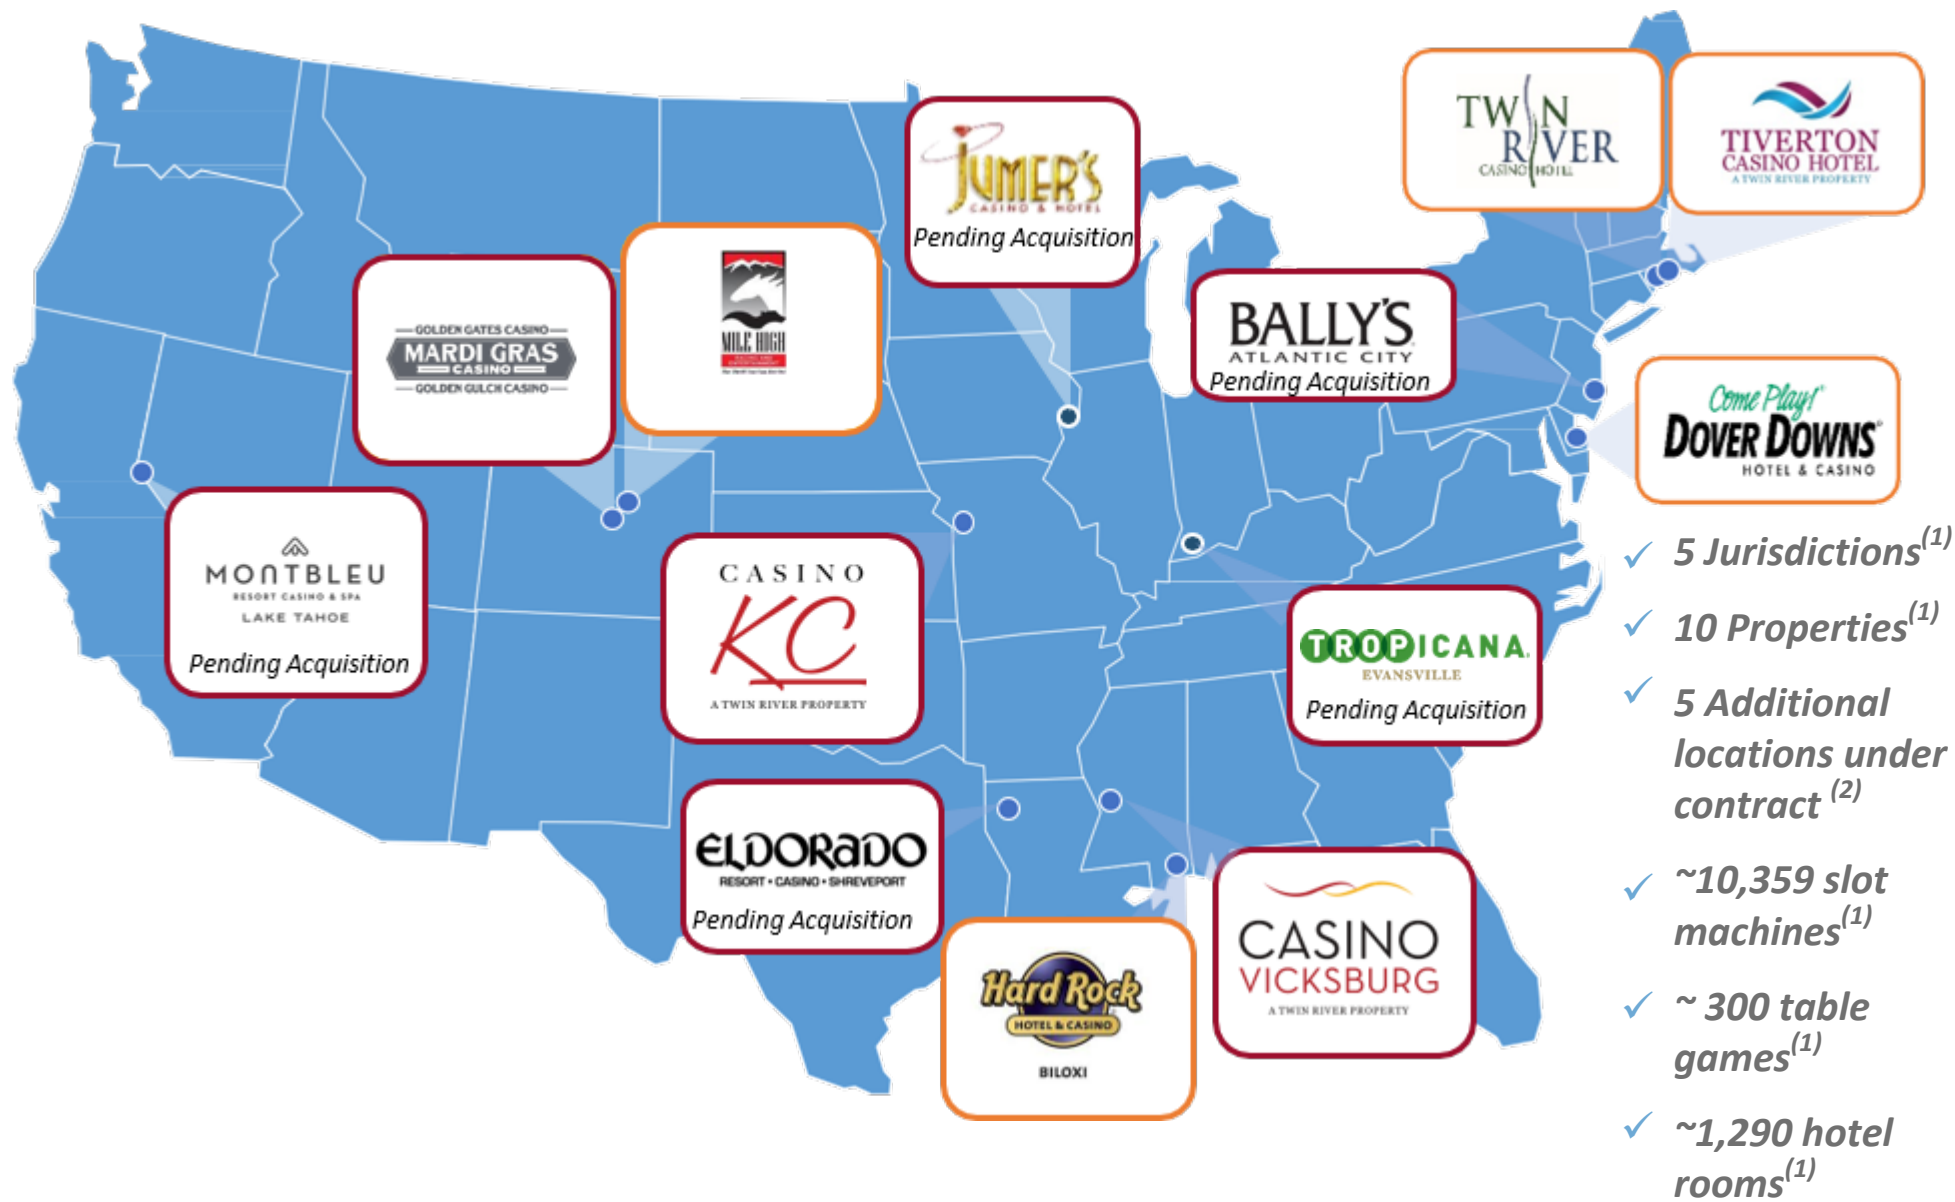 TWIN
RIVER
CASINO HOTEL
TIVERTON
CASINO HOTEL
A TWIN RIVER PROPERTY
JUMER'S
CASINO & HOTEL
Pending Acquisition
MILE HIGH
GOLDEN GATES CASINO
MARDI GRAS
CASINO
GOLDEN GULCH CASINO
BALLY'S
ATLANTIC CITY
Pending Acquisition
Come Play!
DOVER DOWNS
HOTEL & CASINO
MONTBLEU
RESORT CASINO & SPA
LAKE TAHOE
Pending Acquisition
CASINO
KC
A TWIN RIVER PROPERTY
TROPICANA
EVANSVILLE
Pending Acquisition
ELDORADO
RESORT • CASINO • SHREVEPORT
Pending Acquisition
Hard Rock
HOTEL & CASINO
BILOXI
CASINO
VICKSBURG
A TWIN RIVER PROPERTY
✓ 5 Jurisdictions(1)
✓ 10 Properties(1)
✓ 5 Additional
locations under
contract (2)
✓ ~10,359 slot
machines(1)
✓ ~ 300 table
games(1)
✓ ~1,290 hotel
rooms(1)